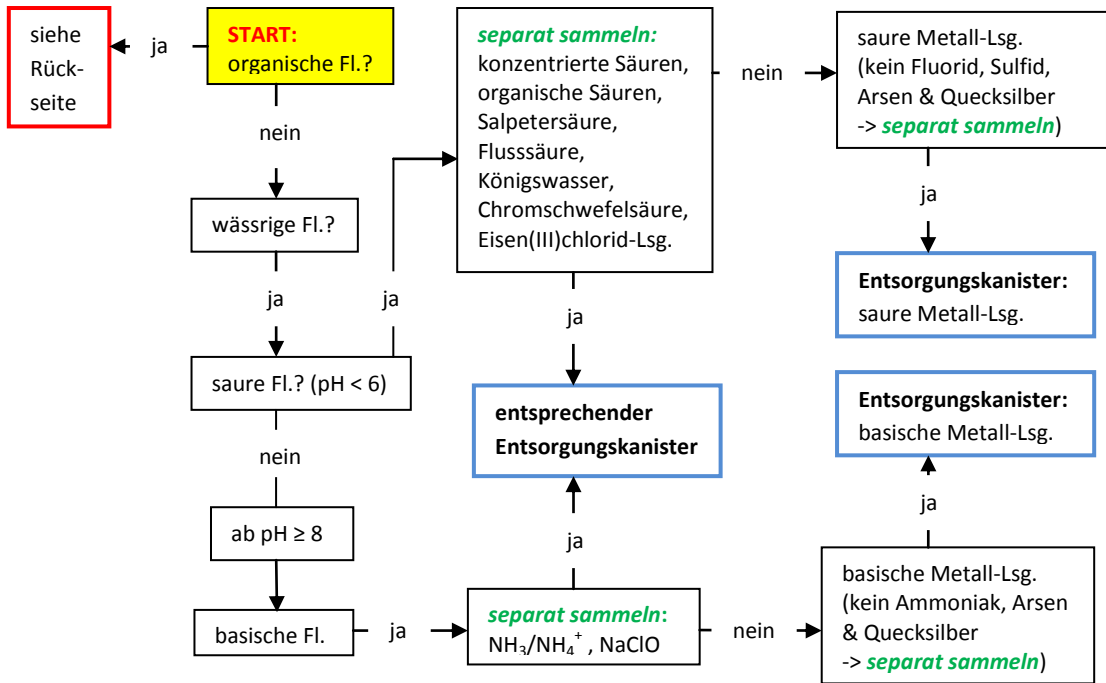 siehe
Rück-
seite
ja
START:
organische Fl.?
nein
wässrige Fl.?
ja
saure Fl.? (pH < 6)
nein
ab pH ≥ 8
basische Fl.
ja
separat sammeln:
konzentrierte Säuren,
organische Säuren,
Salpetersäure,
Flusssäure,
Königswasser,
Chromschwefelsäure,
Eisen(III)chlorid-Lsg.
ja
entsprechender
Entsorgungskanister
ja
separat sammeln:
NH₃/NH₄⁺ , NaClO
nein
saure Metall-Lsg.
(kein Fluorid, Sulfid,
Arsen & Quecksilber
-> separat sammeln)
ja
Entsorgungskanister:
saure Metall-Lsg.
Entsorgungskanister:
basische Metall-Lsg.
ja
nein
basische Metall-Lsg.
(kein Ammoniak, Arsen
& Quecksilber
-> separat sammeln)